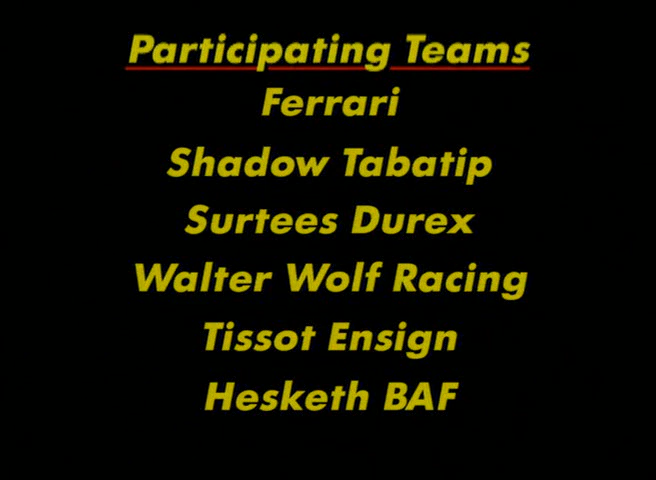 Participating Teams
Ferrari
Shadow Tabatip
Surtees Durex
Walter Wolf Racing
Tissot Ensign
Hesketh BAF